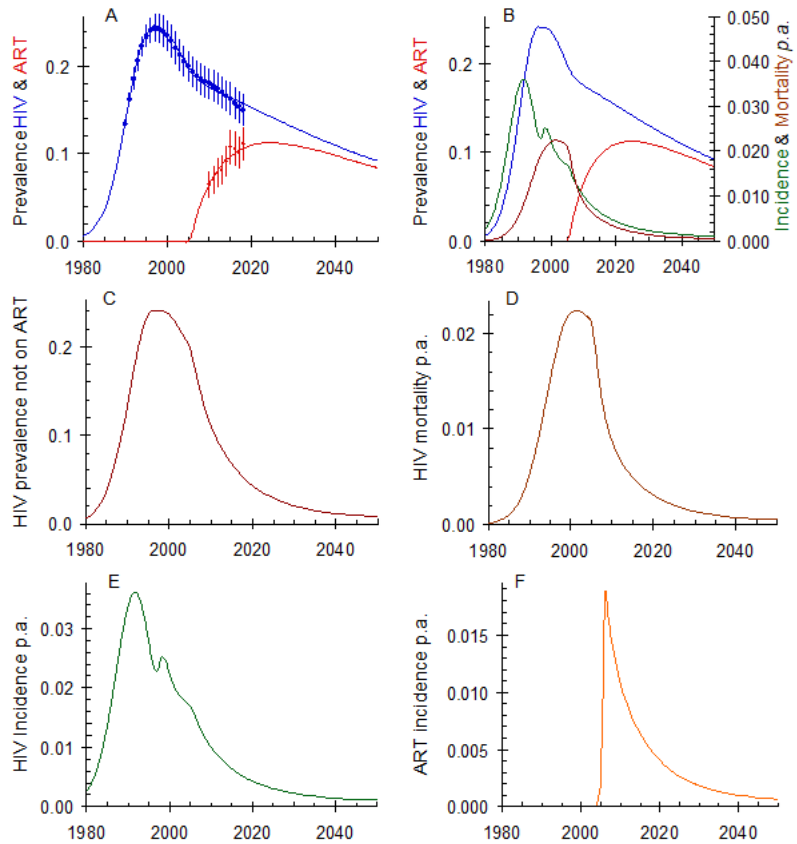 A
Prevalence HIV & ART
0.2
0.1
0.0
1980 2000 2020 2040
B
Prevalence HIV & ART
0.2
0.1
0.0
0.050
0.040
0.030
0.020
0.010
0.000
Incidence & Mortality p.a.
1980 2000 2020 2040
C
HIV prevalence not on ART
0.2
0.1
0.0
1980 2000 2020 2040
D
HIV mortality p.a.
0.02
0.01
0.00
1980 2000 2020 2040
E
HIV Incidence p.a.
0.03
0.02
0.01
0.00
1980 2000 2020 2040
F
ART incidence p.a.
0.015
0.010
0.005
0.000
1980 2000 2020 2040